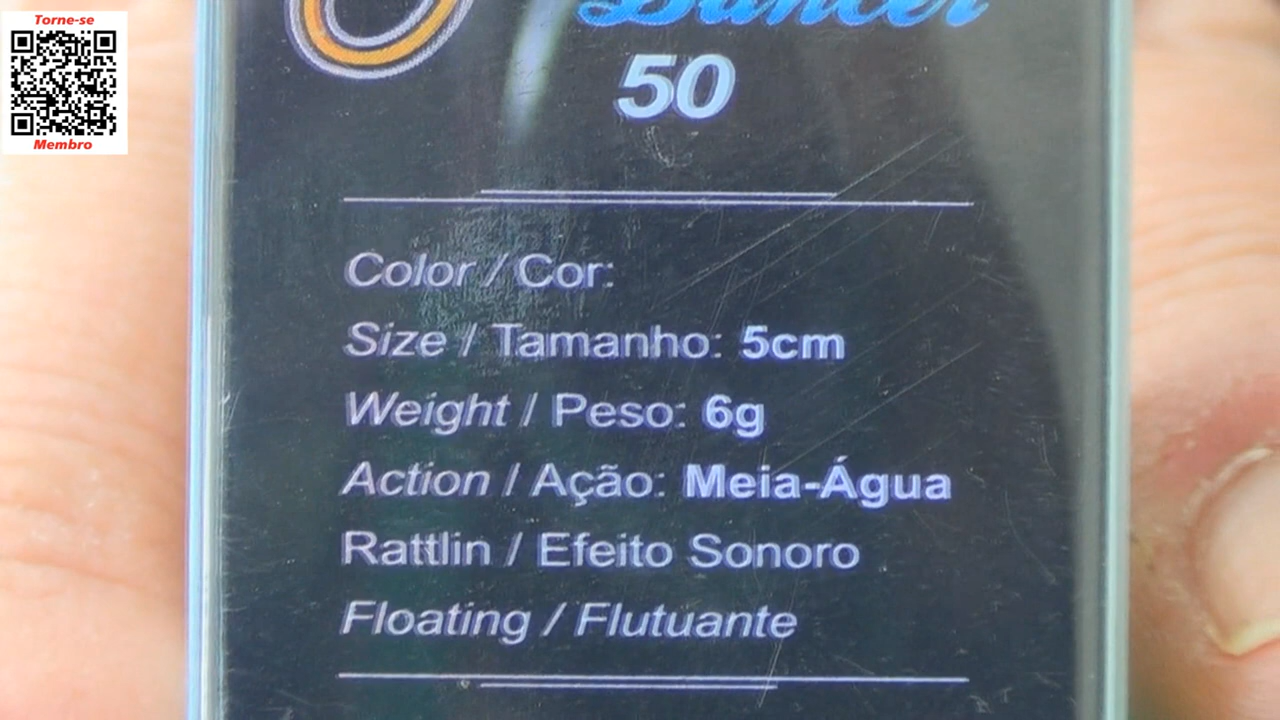 Torne-se
Membro
Dancer
50
Color / Cor:
Size / Tamanho: 5cm
Weight / Peso: 6g
Action / Ação: Meia-Água
Rattlin / Efeito Sonoro
Floating / Flutuante